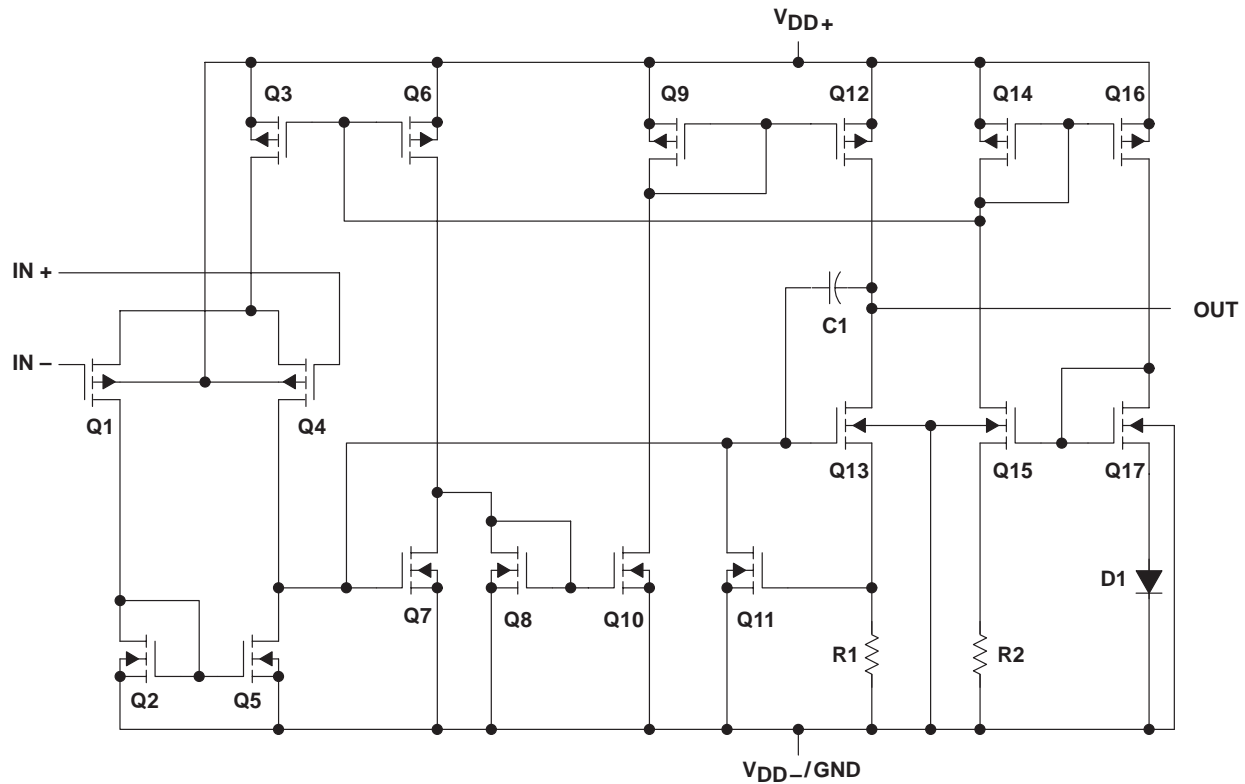 VDD+
Q3
Q6
Q9
Q12
Q14
Q16
IN +
C1
OUT
IN −
Q1
Q4
Q13
Q15
Q17
Q7
Q8
Q10
Q11
D1
R1
R2
Q2
Q5
VDD−/GND